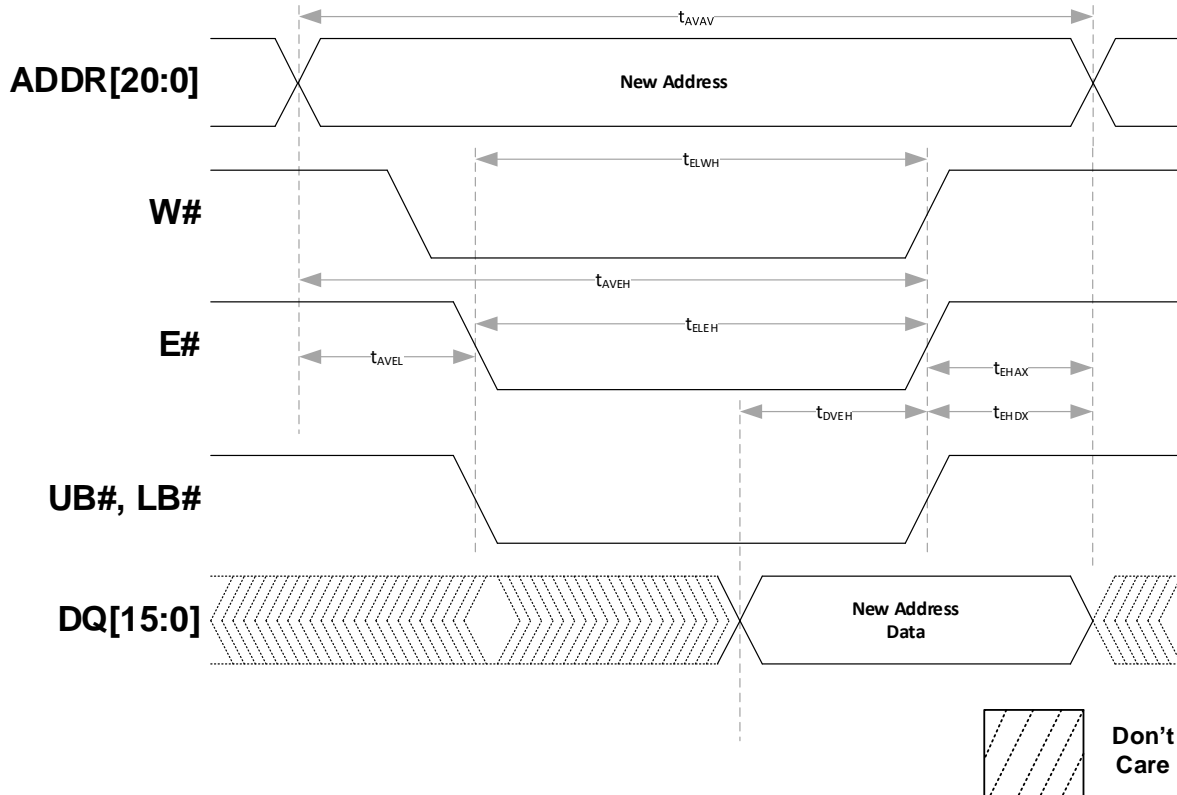 tAVAV
ADDR[20:0]
New Address
tELWH
W#
tAVEH
tELEH
E#
tAVEL
tEHAX
tDVEH
tEHDX
UB#, LB#
DQ[15:0]
New Address
Data
Don't
Care